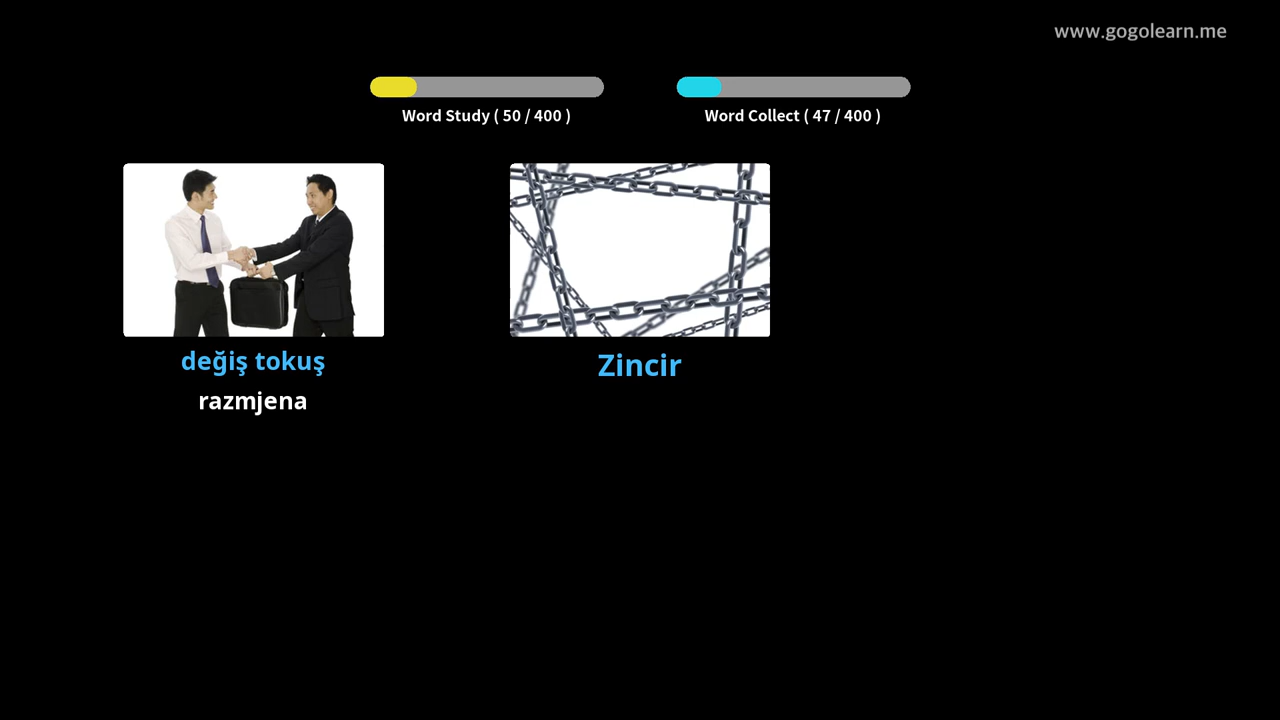 www.gogolearn.me
Word Study ( 50 / 400 )
Word Collect ( 47 / 400 )
değiş tokuş
razmjena
Zincir